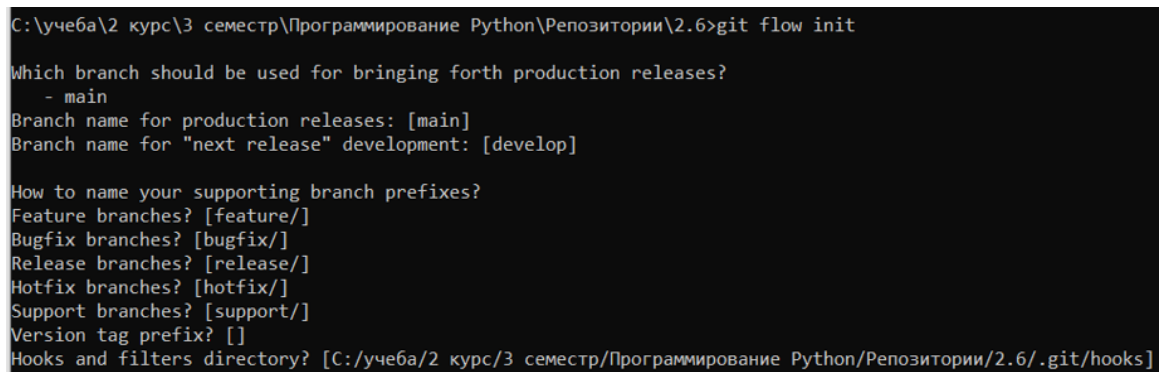 C:\учеба\2 курс\3 семестр\Программирование Python\Репозитории\2.6>git flow init
Which branch should be used for bringing forth production releases?
- main
Branch name for production releases: [main]
Branch name for "next release" development: [develop]
How to name your supporting branch prefixes?
Feature branches? [feature/]
Bugfix branches? [bugfix/]
Release branches? [release/]
Hotfix branches? [hotfix/]
Support branches? [support/]
Version tag prefix? []
Hooks and filters directory? [C:/учеба/2 курс/3 семестр/Программирование Python/Репозитории/2.6/.git/hooks]